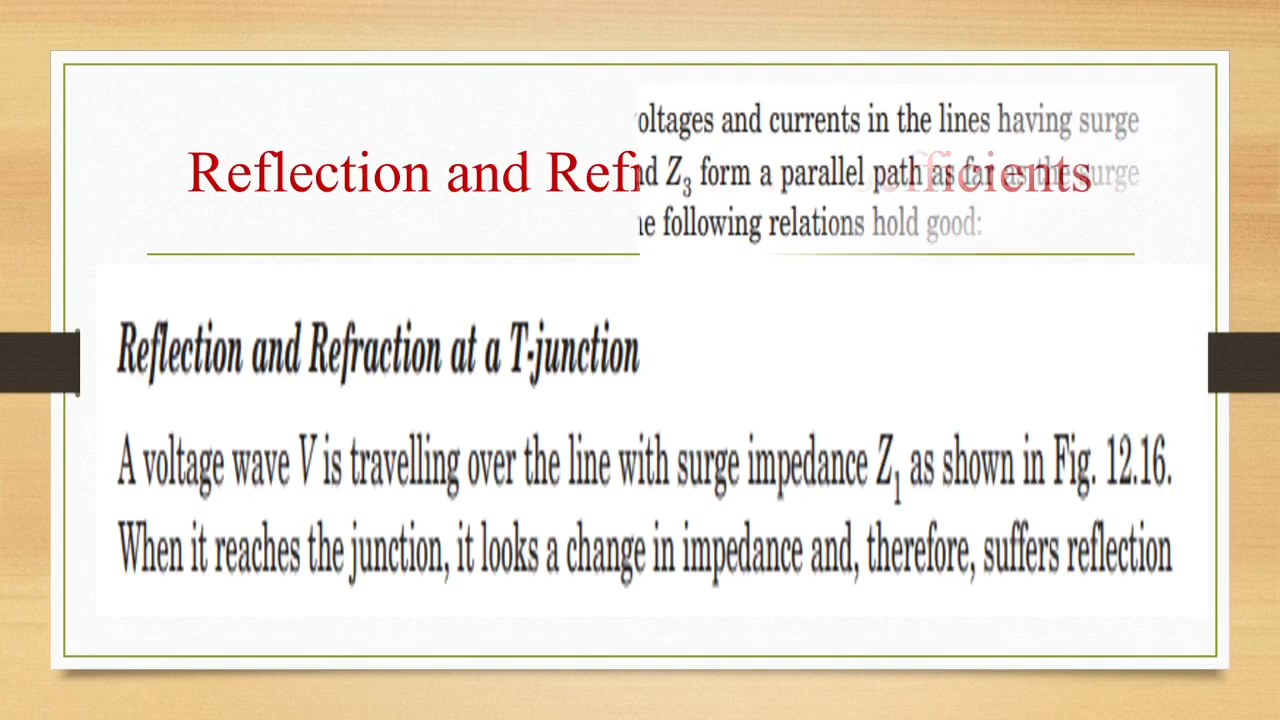 oltages and currents in the lines having surge
Reflection and Ref
nd Z3 form a parallel path as far as the surge
efficients
e following relations hold good:
Reflection and Refraction at a T-junction
A voltage wave V is travelling over the line with surge impedance Z1 as shown in Fig. 12.16.
When it reaches the junction, it looks a change in impedance and, therefore, suffers reflection